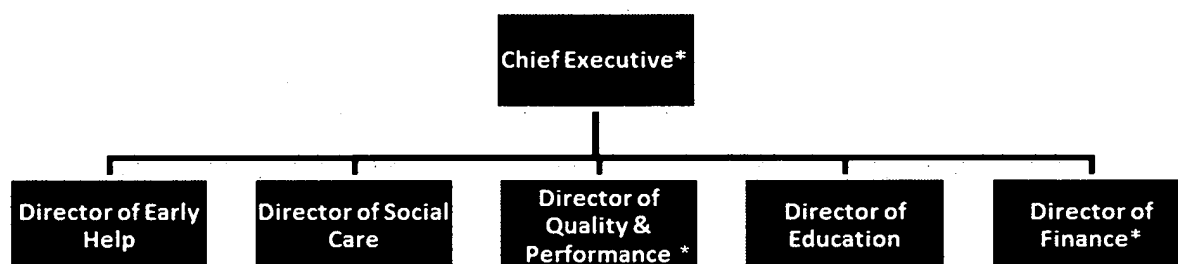 Chief Executive*
Director of Early
Help
Director of Social
Care
Director of
Quality &
Performance *
Director of
Education
Director of
Finance*